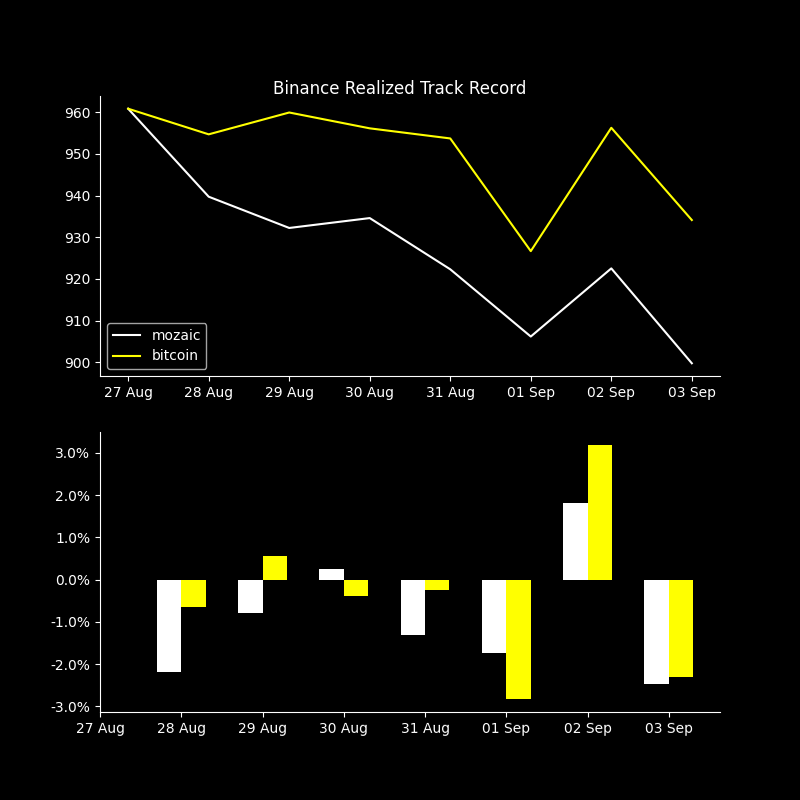 Binance Realized Track Record
960
950
940
930
920
910
900
mozaic
bitcoin
27 Aug 28 Aug 29 Aug 30 Aug 31 Aug 01 Sep 02 Sep 03 Sep
3.0%
2.0%
1.0%
0.0%
-1.0%
-2.0%
-3.0%
27 Aug 28 Aug 29 Aug 30 Aug 31 Aug 01 Sep 02 Sep 03 Sep